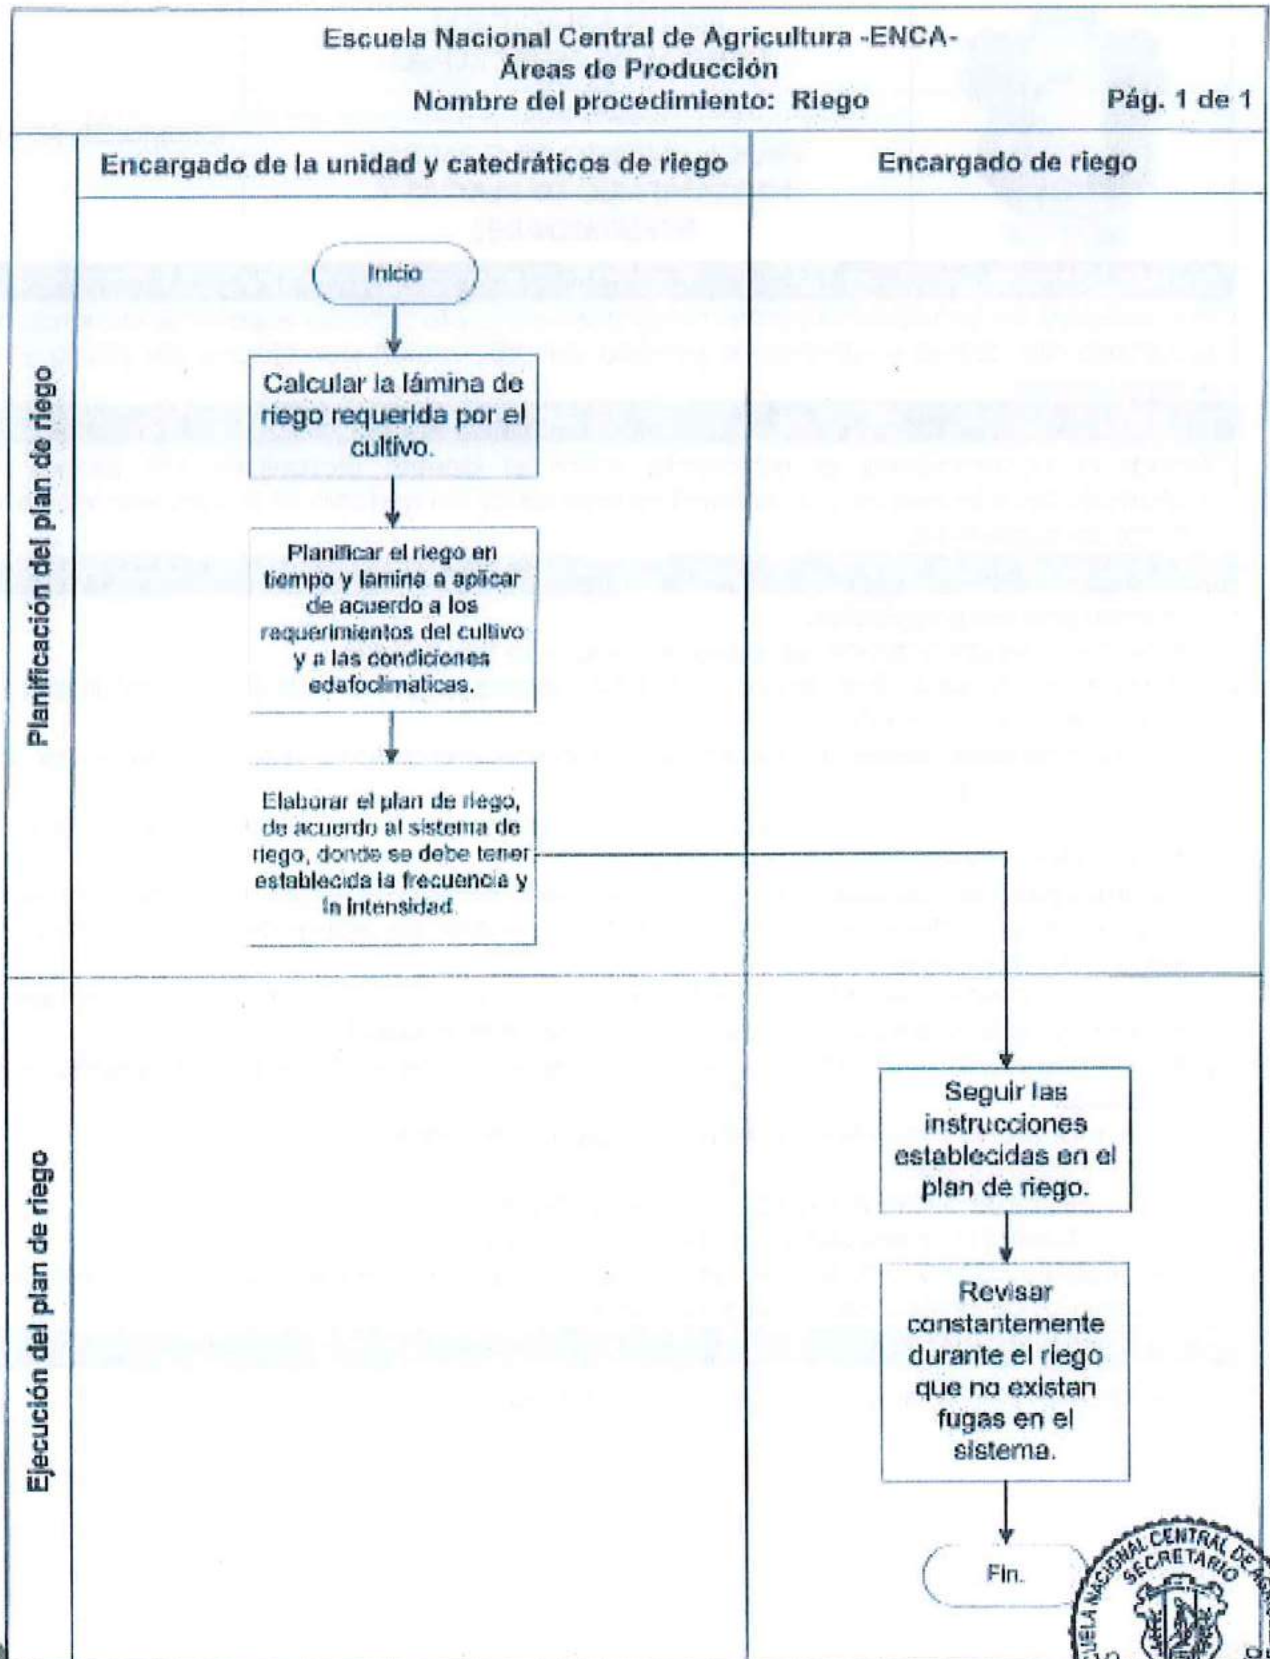 Escuela Nacional Central de Agricultura -ENCA-
Áreas de Producción
Nombre del procedimiento: Riego
Pág. 1 de 1
Encargado de la unidad y catedráticos de riego
Encargado de riego
Planificación del plan de riego
Inicio
Calcular la lámina de
riego requerida por el
cultivo.
Planificar el riego en
tiempo y lamina a aplicar
de acuerdo a los
requerimientos del cultivo
y a las condiciones
edafoclimaticas.
Elaborar el plan de riego,
de acuerdo al sistema de
riego, donde se debe tener
establecida la frecuencia y
la intensidad.
Ejecución del plan de riego
Seguir las
instrucciones
establecidas en el
plan de riego.
Revisar
constantemente
durante el riego
que no existan
fugas en el
sistema.
Fin.
NACIONAL CENTRAL DE
SECRETARIO